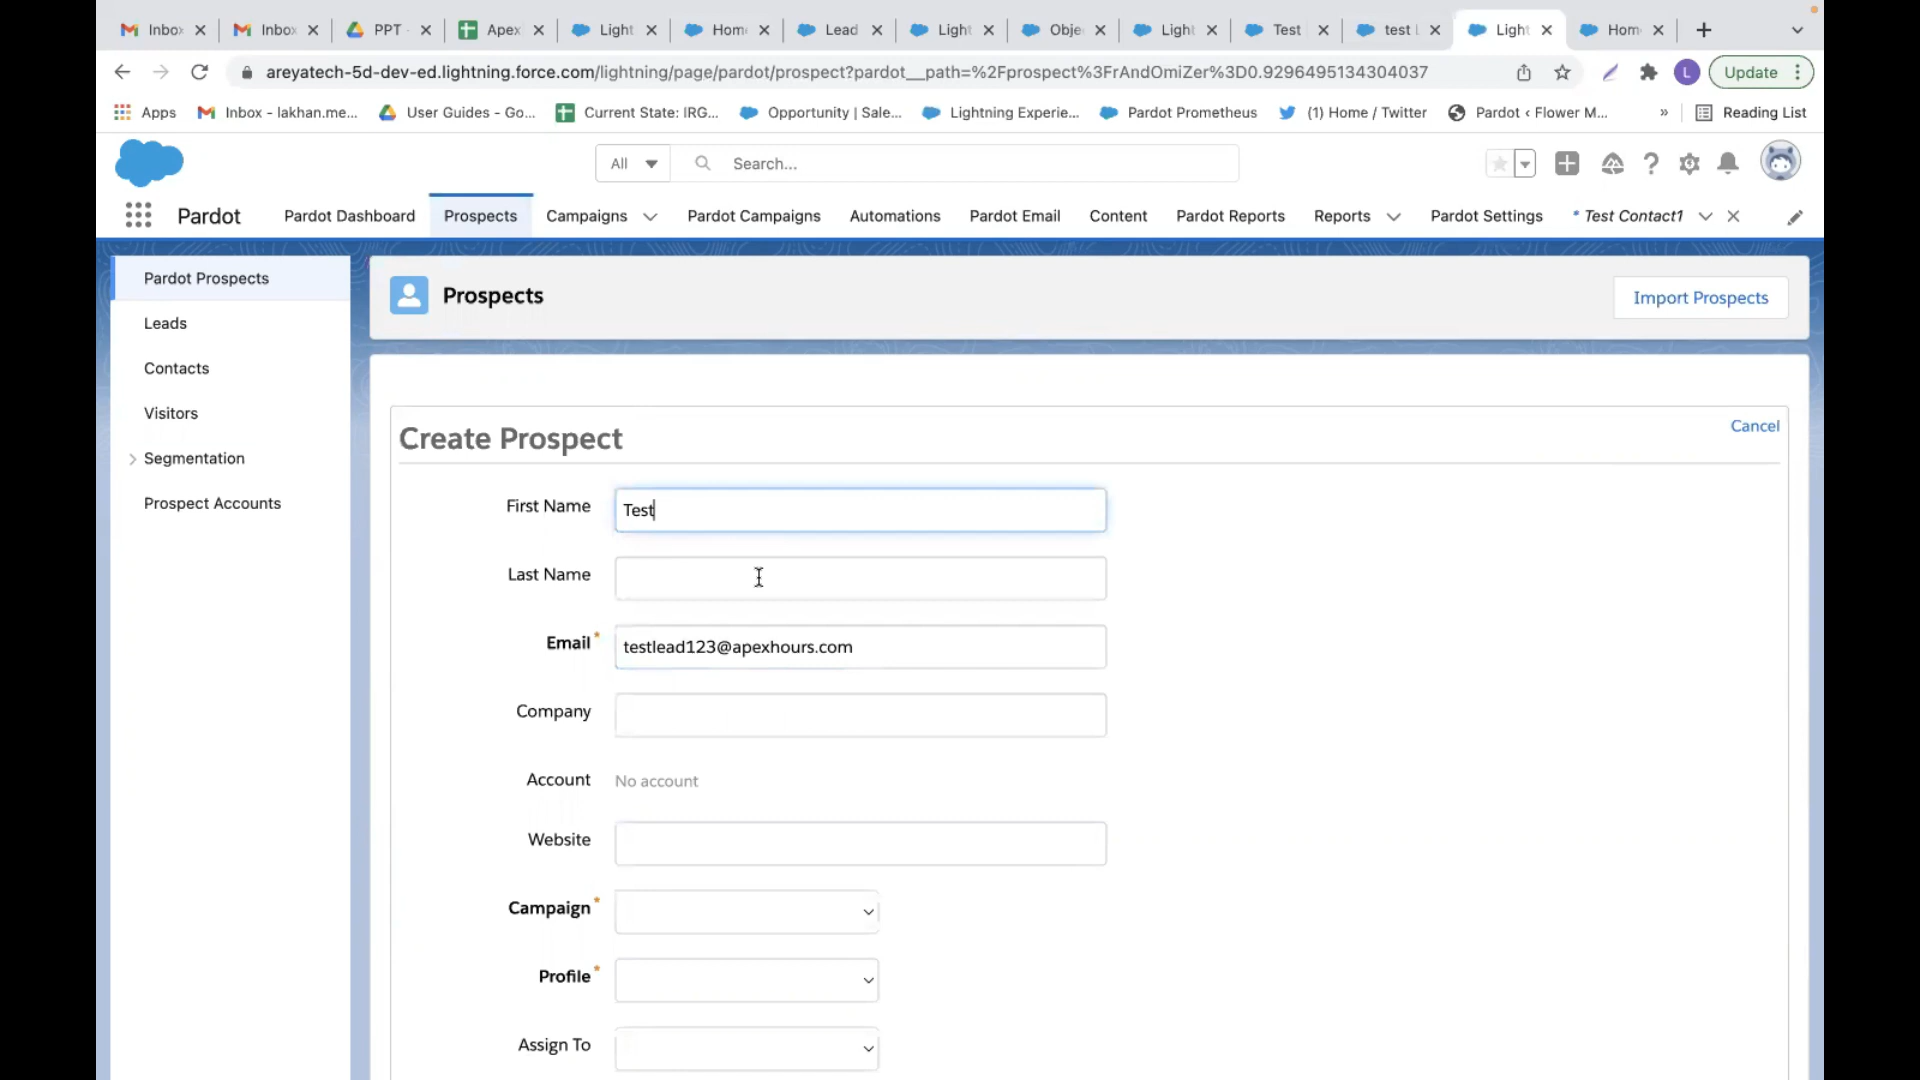 Inbox
Inbox
PPT -
Apex
Light
Home
Lead
Light
Obje
Light
Test
test l
Light
Hom
areyatech-5d-dev-ed.lightning.force.com/lightning/page/pardot/prospect?pardot__path=%2Fprospect%3FrAndOmiZer%3D0.9296495134304037
L
Update
Apps
Inbox - lakhan.me...
User Guides - Go...
Current State: IRG...
Opportunity | Sale...
Lightning Experie...
Pardot Prometheus
(1) Home / Twitter
Pardot ‹ Flower M...
»
Reading List
All
Search...
Pardot
Pardot Dashboard
Prospects
Campaigns
Pardot Campaigns
Automations
Pardot Email
Content
Pardot Reports
Reports
Pardot Settings
* Test Contact1
Pardot Prospects
Leads
Contacts
Visitors
Segmentation
Prospect Accounts
Prospects
Import Prospects
Create Prospect
Cancel
First Name
Test
Last Name
Email *
testlead123@apexhours.com
Company
Account
No account
Website
Campaign *
Profile *
Assign To